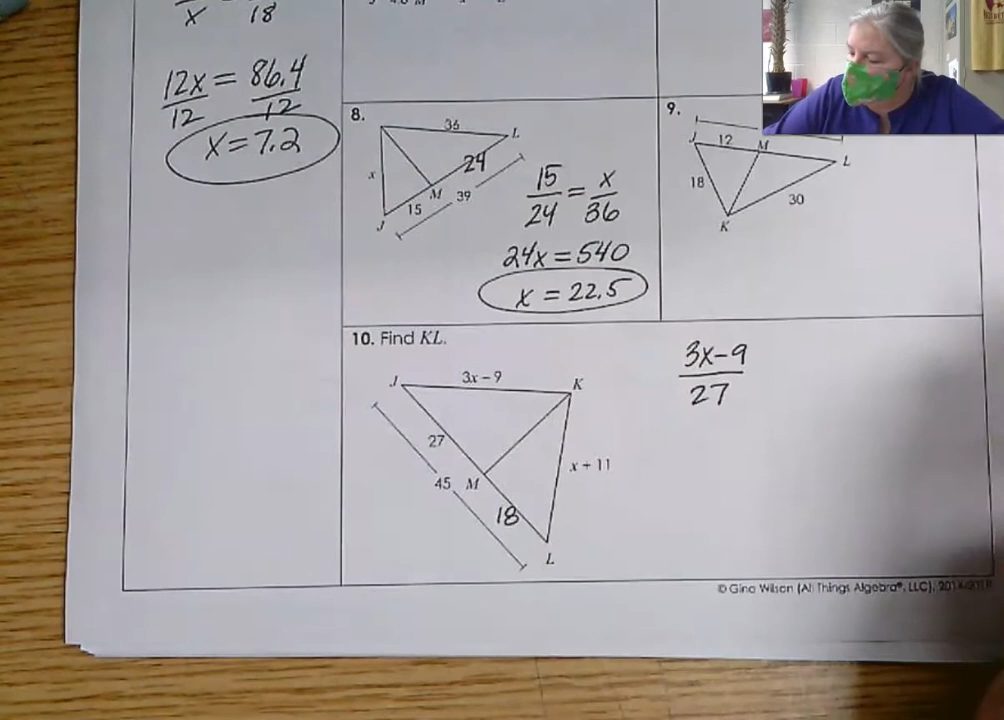 x 18
12x = 86.4
12 12
x = 7.2
8.
36
L
x
24
M
15
39
J
15/24 = x/36
24x = 540
x = 22.5
9.
J 12 M
L
18
30
K
10. Find KL.
J 3x - 9 K
27
45 M
x + 11
18
L
3x-9
27
© Gina Wilson (All Things Algebra®, LLC),